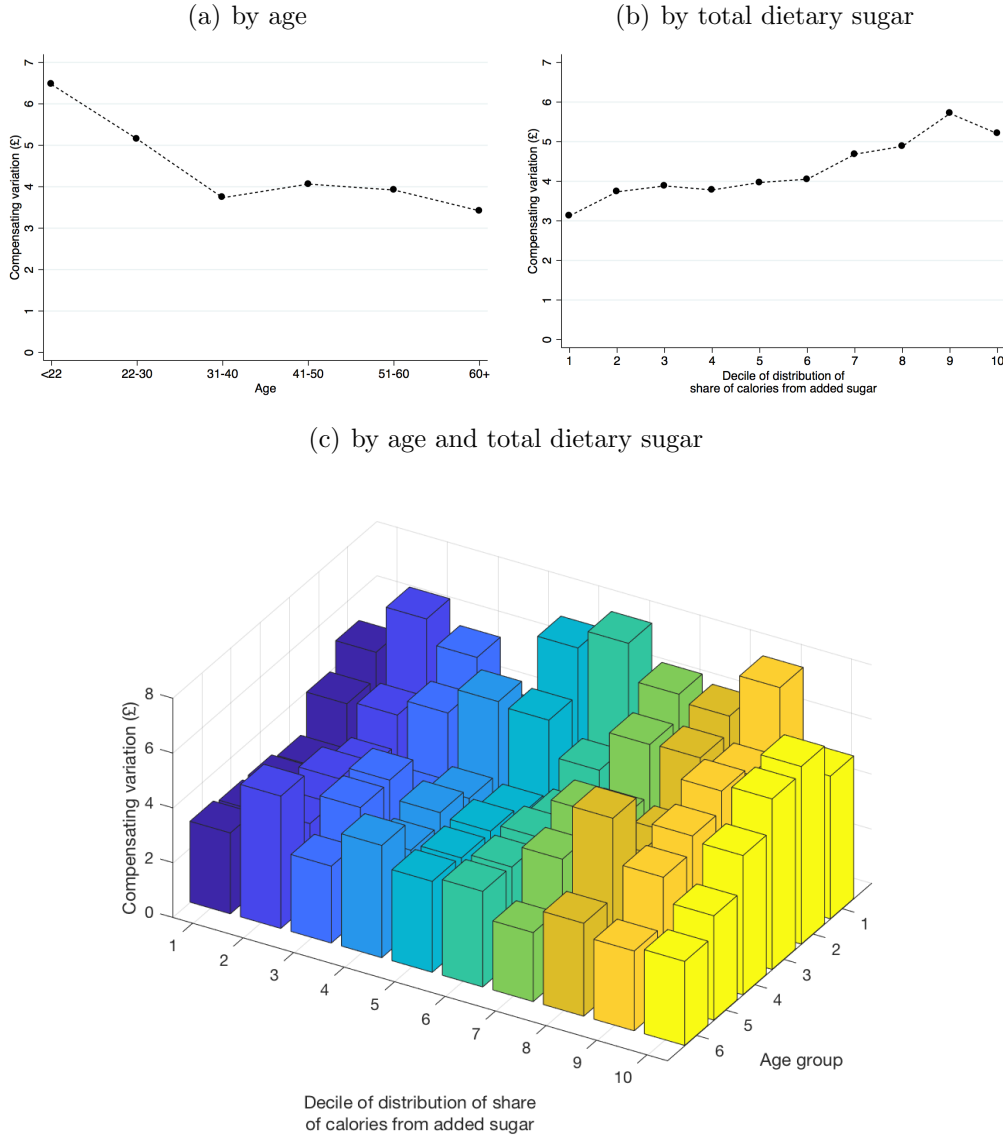 (a) by age
7
6
5
4
3
2
1
0
Compensating variation (£)
<22 22-30 31-40 41-50 51-60 60+
Age
(b) by total dietary sugar
7
6
5
4
3
2
1
0
Compensating variation (£)
1 2 3 4 5 6 7 8 9 10
Decile of distribution of
share of calories from added sugar
(c) by age and total dietary sugar
8
6
4
2
0
Compensating variation (£)
1
2
3
4
5
6
7
8
9
10
Decile of distribution of share
of calories from added sugar
1
2
3
4
5
6
Age group